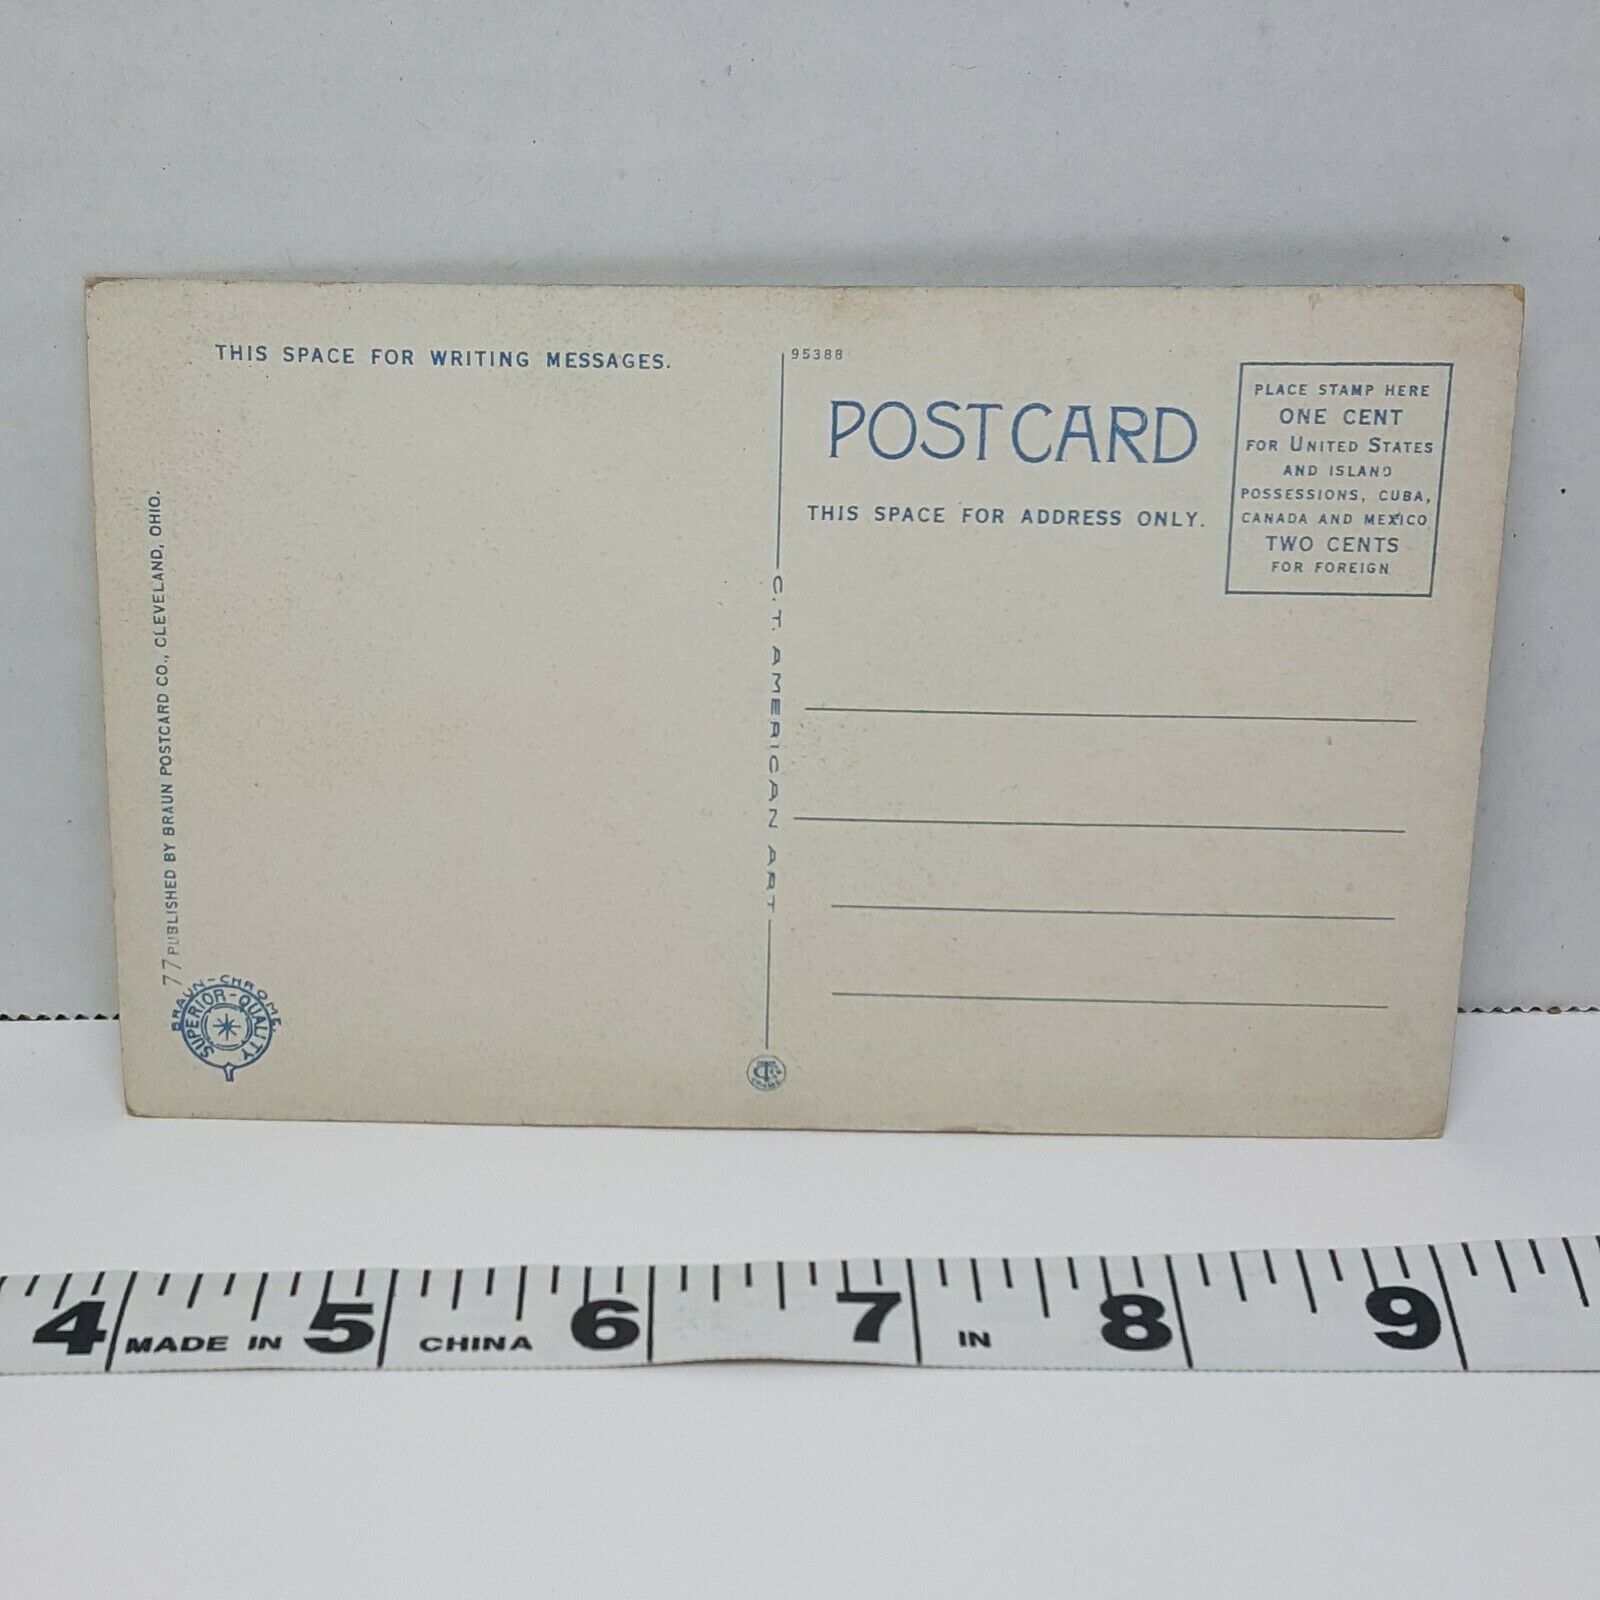 THIS SPACE FOR WRITING MESSAGES.
77 PUBLISHED BY BRAUN POSTCARD CO., CLEVELAND, OHIO.
BRAUN-CHROME.
SUPERIOR-QUALITY
95388
POST CARD
THIS SPACE FOR ADDRESS ONLY.
PLACE STAMP HERE
ONE CENT
FOR UNITED STATES
AND ISLAND
POSSESSIONS, CUBA,
CANADA AND MEXICO
TWO CENTS
FOR FOREIGN
C.T. AMERICAN ART
4 MADE IN 5 CHINA 6 7 IN 8 9